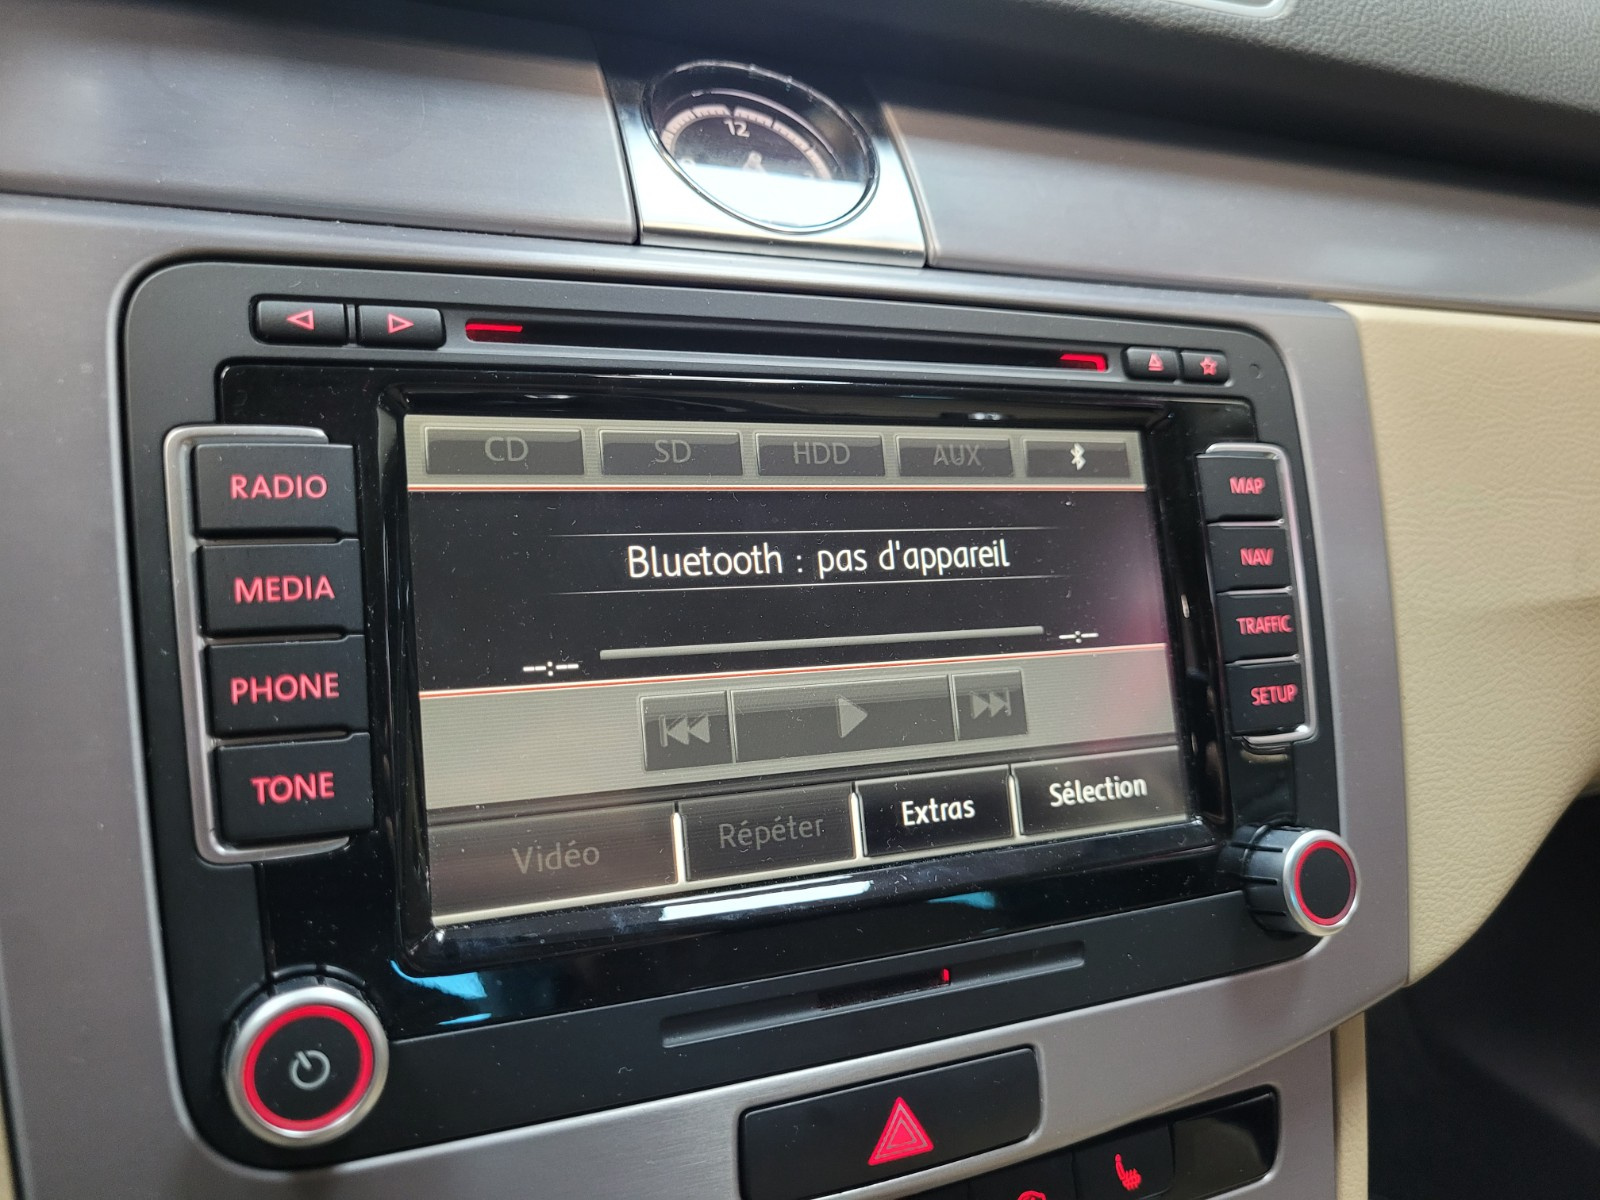 12
CD SD HDD AUX
RADIO
MEDIA
PHONE
TONE
Bluetooth : pas d'appareil
--:-- --:--
Vidéo Répéter Extras Sélection
MAP
NAV
TRAFFIC
SETUP